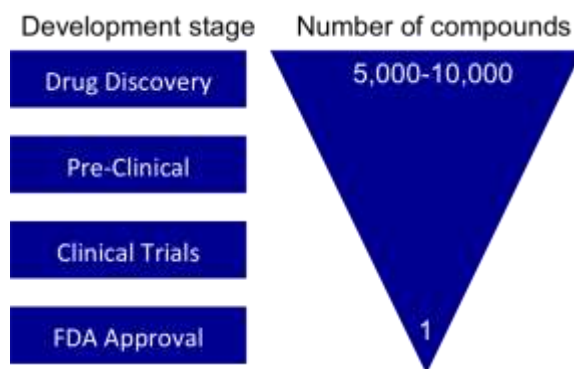 Development stage
Number of compounds
Drug Discovery
5,000-10,000
Pre-Clinical
Clinical Trials
FDA Approval
1